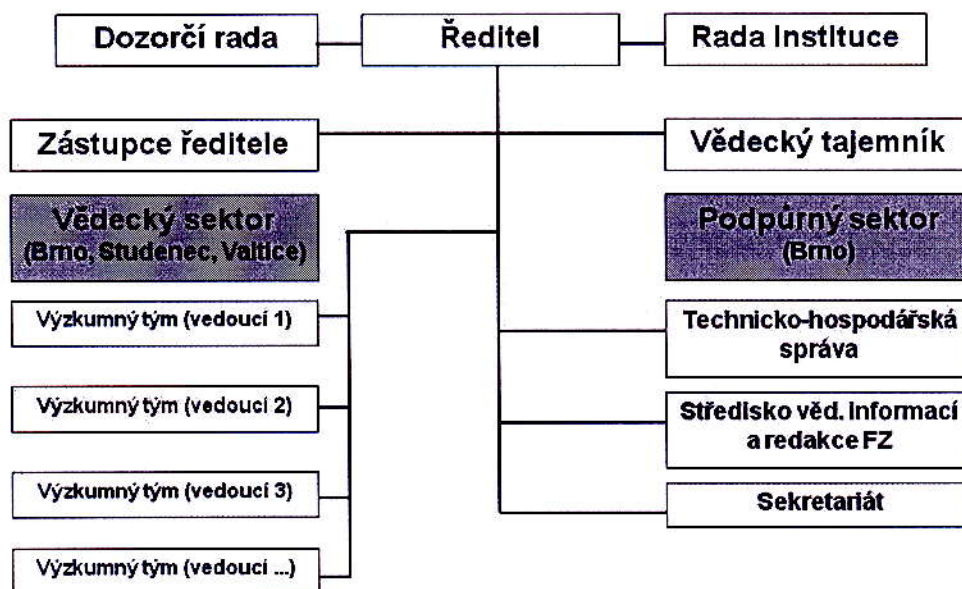 Dozorčí rada
Ředitel
Rada instituce
Zástupce ředitele
Vědecký tajemník
Vědecký sektor
(Brno, Studenec, Valtice)
Podpůrný sektor
(Brno)
Výzkumný tým (vedoucí 1)
Technicko-hospodářská
správa
Výzkumný tým (vedoucí 2)
Středisko věd. informací
a redakce FZ
Výzkumný tým (vedoucí 3)
Sekretariát
Výzkumný tým (vedoucí ...)